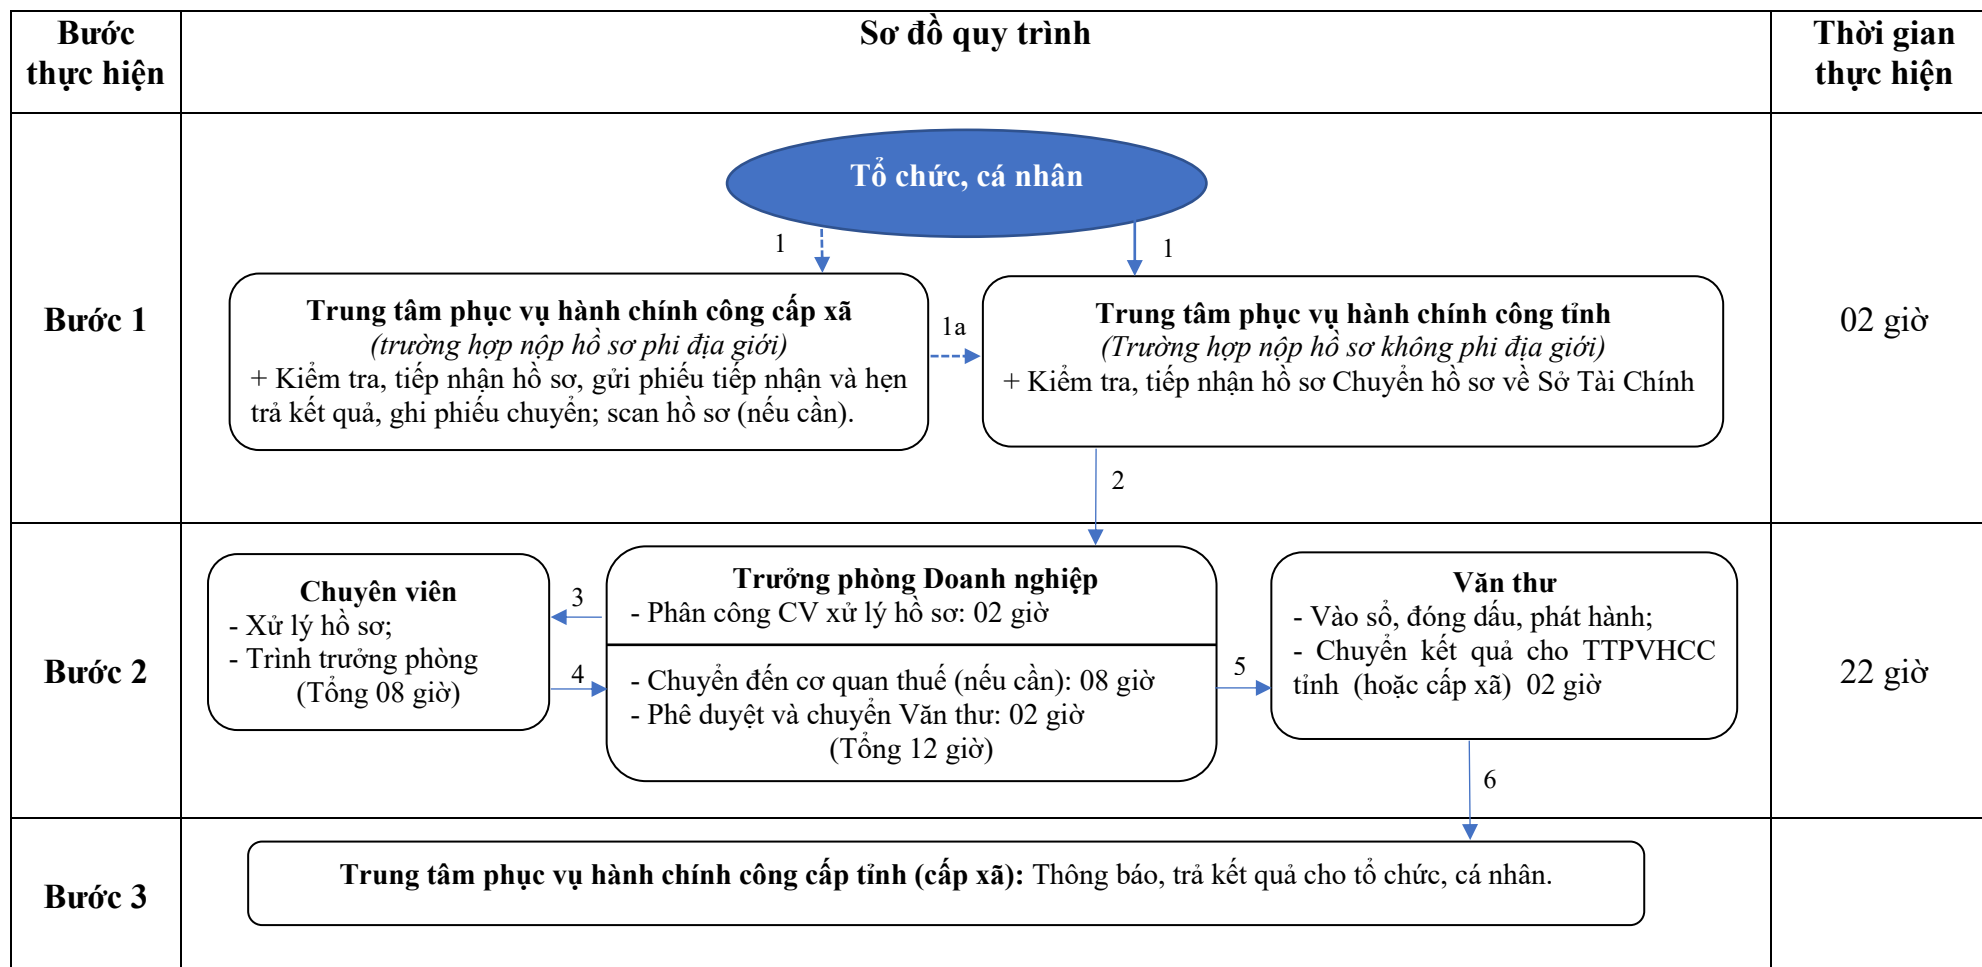 Bước
thực hiện
Sơ đồ quy trình
Thời gian
thực hiện
Bước 1
Tổ chức, cá nhân
1
1
Trung tâm phục vụ hành chính công cấp xã
(trường hợp nộp hồ sơ phi địa giới)
+ Kiểm tra, tiếp nhận hồ sơ, gửi phiếu tiếp nhận và hẹn
trả kết quả, ghi phiếu chuyển; scan hồ sơ (nếu cần).
1a
Trung tâm phục vụ hành chính công tỉnh
(Trường hợp nộp hồ sơ không phi địa giới)
+ Kiểm tra, tiếp nhận hồ sơ Chuyển hồ sơ về Sở Tài Chính
02 giờ
2
Bước 2
Chuyên viên
- Xử lý hồ sơ;
- Trình trưởng phòng
(Tổng 08 giờ)
3
4
Trưởng phòng Doanh nghiệp
- Phân công CV xử lý hồ sơ: 02 giờ
- Chuyển đến cơ quan thuế (nếu cần): 08 giờ
- Phê duyệt và chuyển Văn thư: 02 giờ
(Tổng 12 giờ)
5
Văn thư
- Vào sổ, đóng dấu, phát hành;
- Chuyển kết quả cho TTPVHCC
tỉnh (hoặc cấp xã) 02 giờ
22 giờ
6
Bước 3
Trung tâm phục vụ hành chính công cấp tỉnh (cấp xã): Thông báo, trả kết quả cho tổ chức, cá nhân.